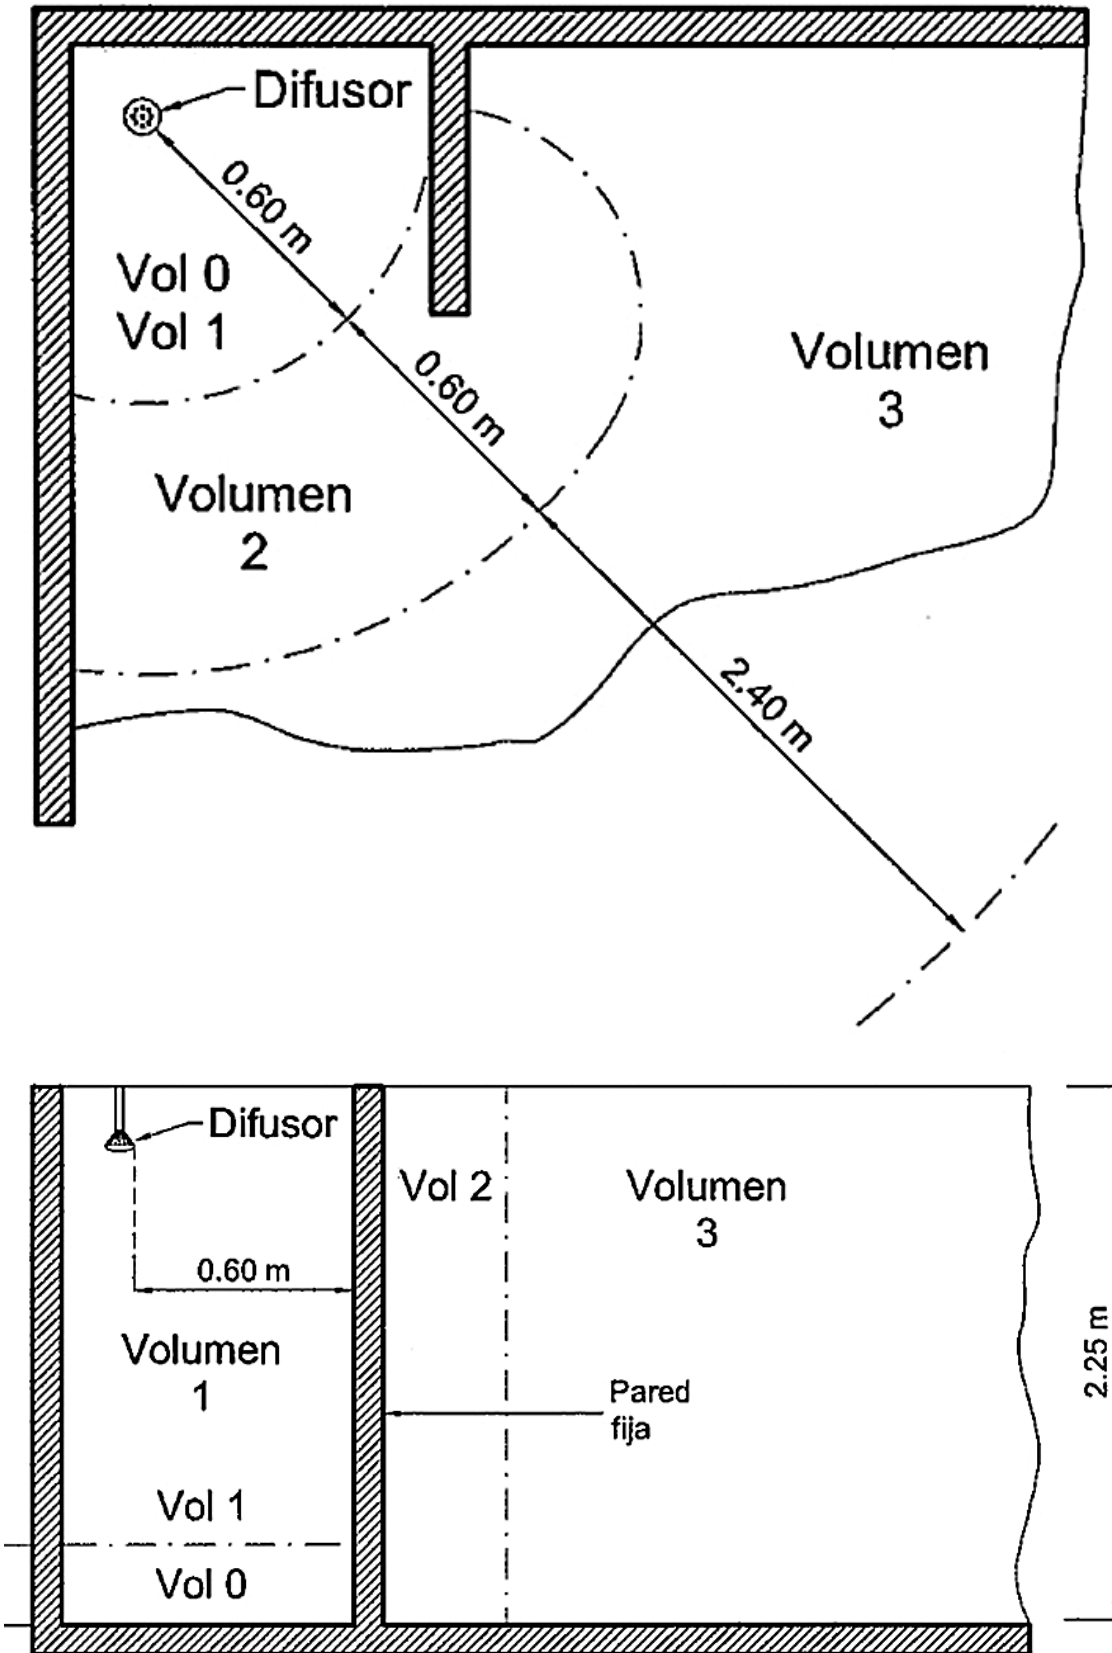 Difusor
0.60 m
Vol 0
Vol 1
0.60 m
Volumen
3
Volumen
2
2.40 m
Difusor
Vol 2
Volumen
3
0.60 m
Volumen
1
2.25 m
Pared
fija
Vol 1
Vol 0